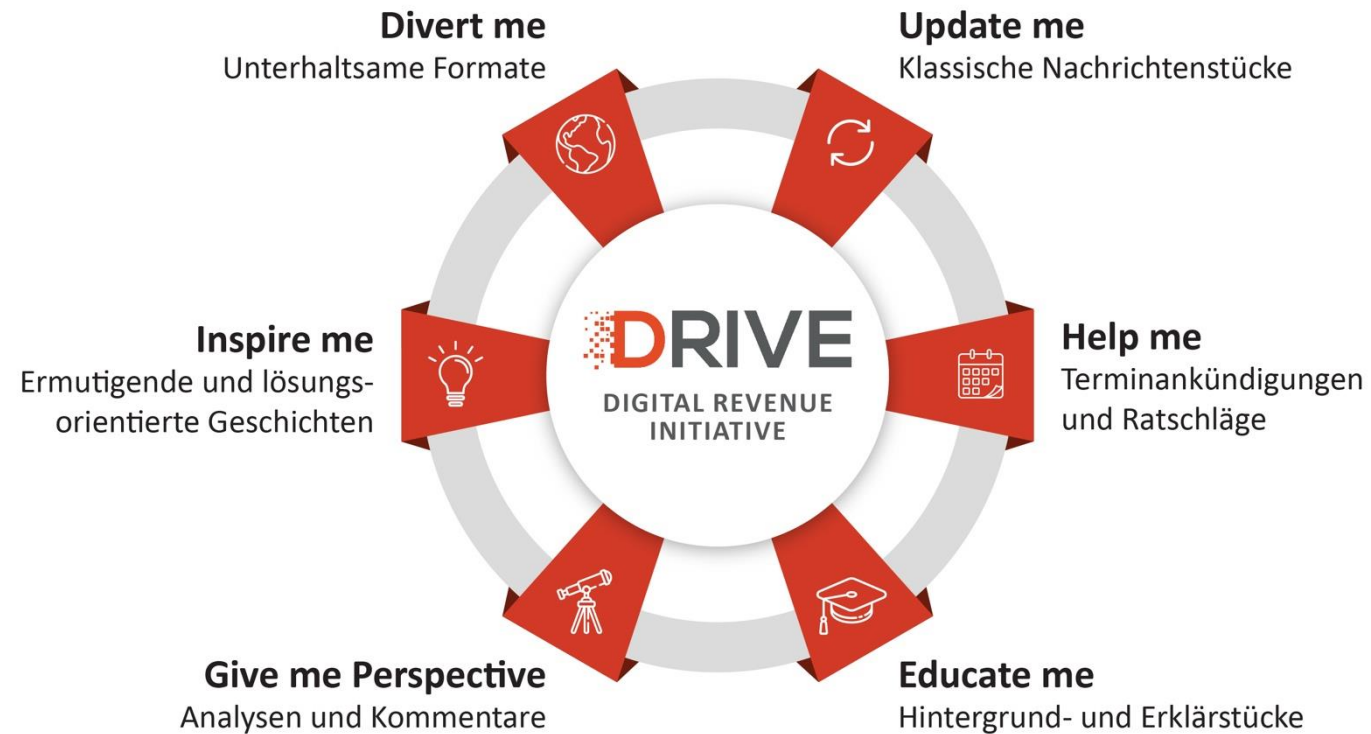 Divert me
Unterhaltsame Formate
Update me
Klassische Nachrichtenstücke
Inspire me
Ermutigende und lösungs-
orientierte Geschichten
DRIVE
DIGITAL REVENUE
INITIATIVE
Help me
Terminankündigungen
und Ratschläge
Give me Perspective
Analysen und Kommentare
Educate me
Hintergrund- und Erklärstücke